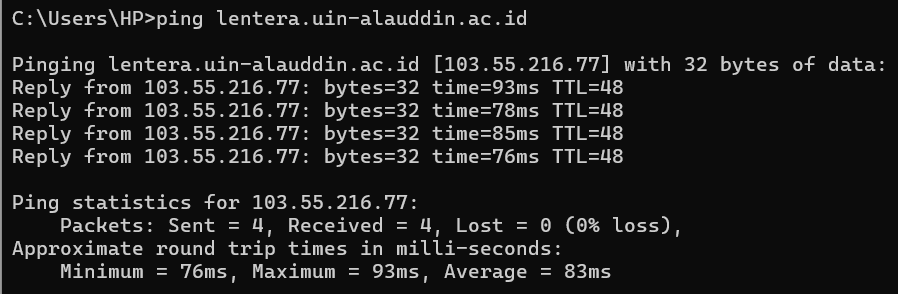 C:\Users\HP>ping lentera.uin-alauddin.ac.id
Pinging lentera.uin-alauddin.ac.id [103.55.216.77] with 32 bytes of data:
Reply from 103.55.216.77: bytes=32 time=93ms TTL=48
Reply from 103.55.216.77: bytes=32 time=78ms TTL=48
Reply from 103.55.216.77: bytes=32 time=85ms TTL=48
Reply from 103.55.216.77: bytes=32 time=76ms TTL=48
Ping statistics for 103.55.216.77:
    Packets: Sent = 4, Received = 4, Lost = 0 (0% loss),
Approximate round trip times in milli-seconds:
    Minimum = 76ms, Maximum = 93ms, Average = 83ms